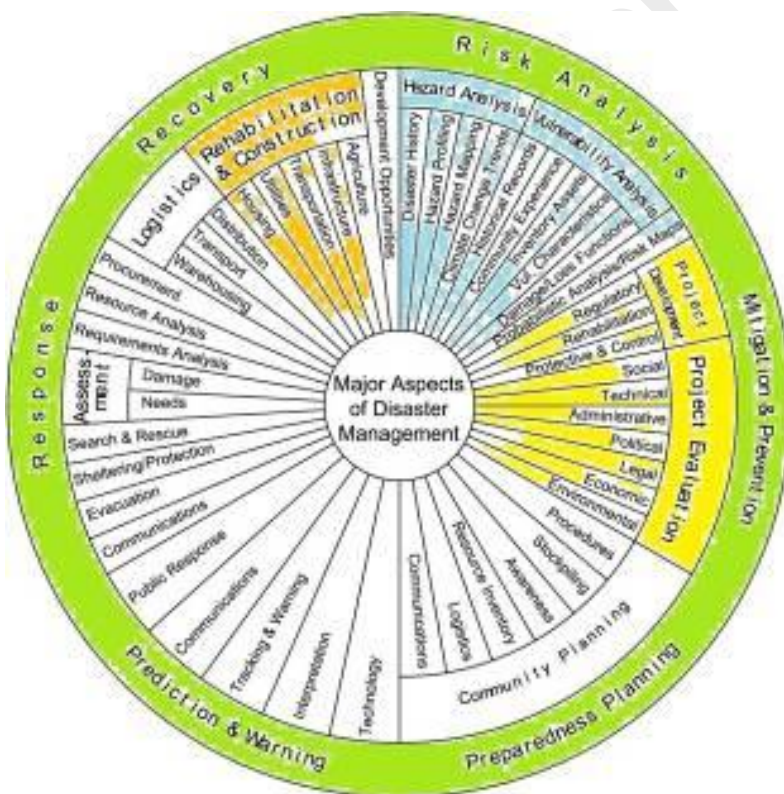 Major Aspects
of Disaster
Management
Risk Analysis
Hazard Analysis
Disaster History
Hazard Profiling
Hazard Mapping
Climate Change Trends
Historical Records
Vulnerability Analysis
Community Experience
Inventory Assets
Vul. Characteristics
Damage/Loss Functions
Probabilistic Analysis/Risk Maps
Mitigation & Prevention
Project
Development
Regulatory
Rehabilitation
Protective & Control
Project Evaluation
Social
Technical
Administrative
Political
Legal
Economic
Environmental
Preparedness Planning
Community Planning
Procedures
Stockpiling
Awareness
Resource Inventory
Logistics
Communications
Prediction & Warning
Technology
Interpretation
Tracking & Warning
Communications
Response
Public Response
Communications
Evacuation
Sheltering/Protection
Search & Rescue
Assess-
ment
Needs
Damage
Requirements Analysis
Resource Analysis
Procurement
Logistics
Warehousing
Transport
Distribution
Recovery
Rehabilitation
& Construction
Housing
Utilities
Transportation
Infrastructure
Agriculture
Development Opportunities